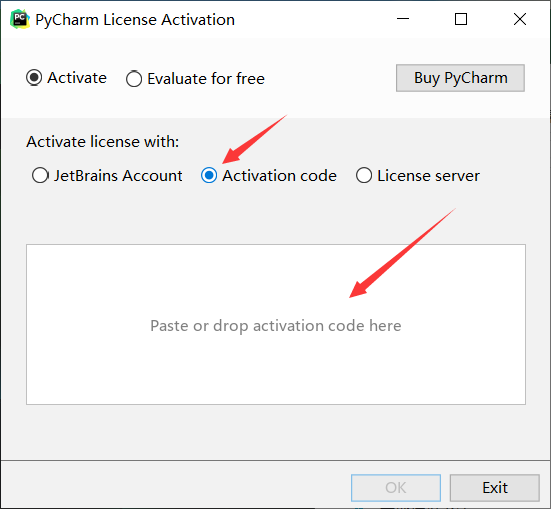 PyCharm License Activation
Activate Evaluate for free Buy PyCharm
Activate license with:
JetBrains Account Activation code License server
Paste or drop activation code here
OK Exit